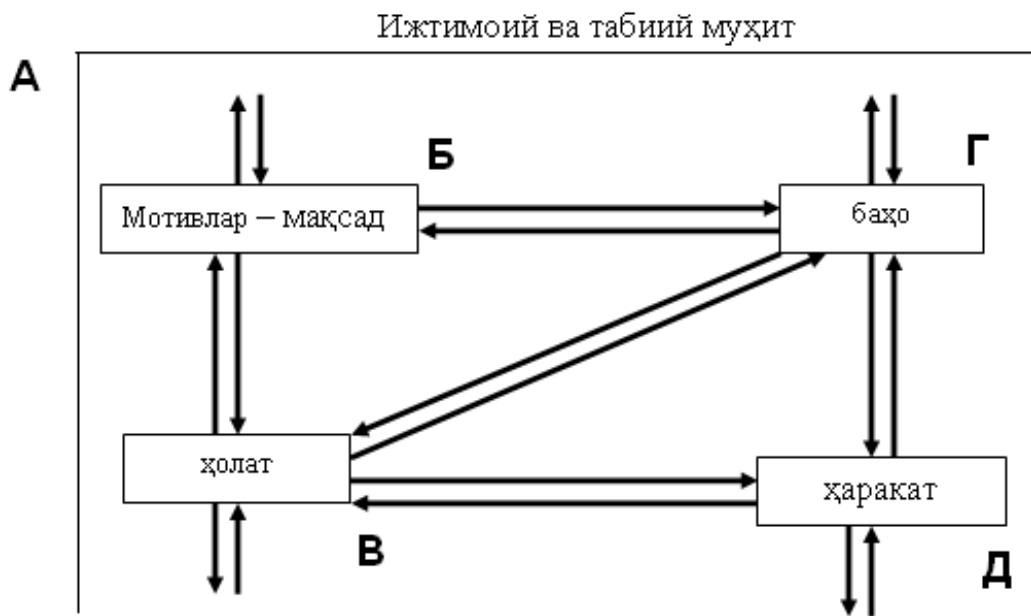 Ижтимоий ва табиий муҳит
А
Б
Г
Мотивлар – мақсад
баҳо
ҳолат
ҳаракат
В
Д